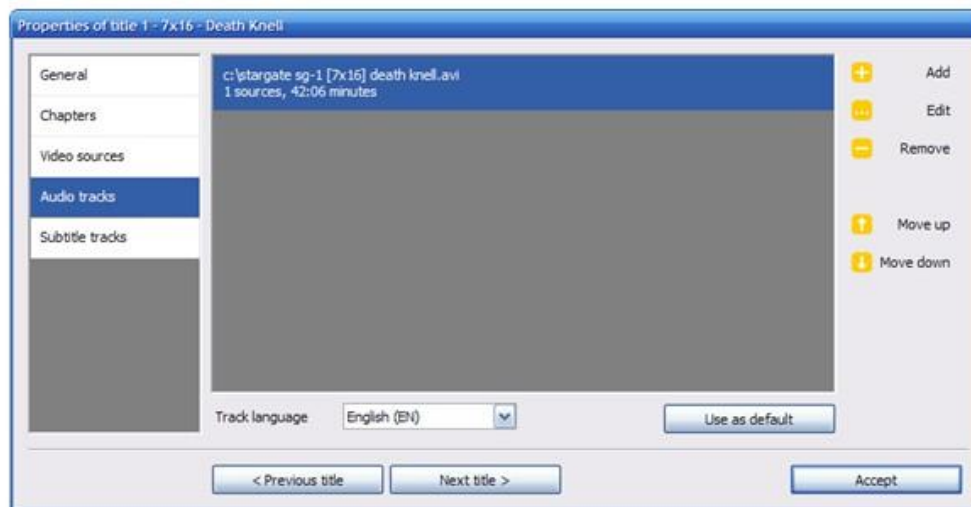 Properties of title 1 - 7x16 - Death Knell
General
Chapters
Video sources
Audio tracks
Subtitle tracks
c:\stargate sg-1 [7x16] death knell.avi
1 sources, 42:06 minutes
Add
Edit
Remove
Move up
Move down
Track language
English (EN)
Use as default
< Previous title
Next title >
Accept